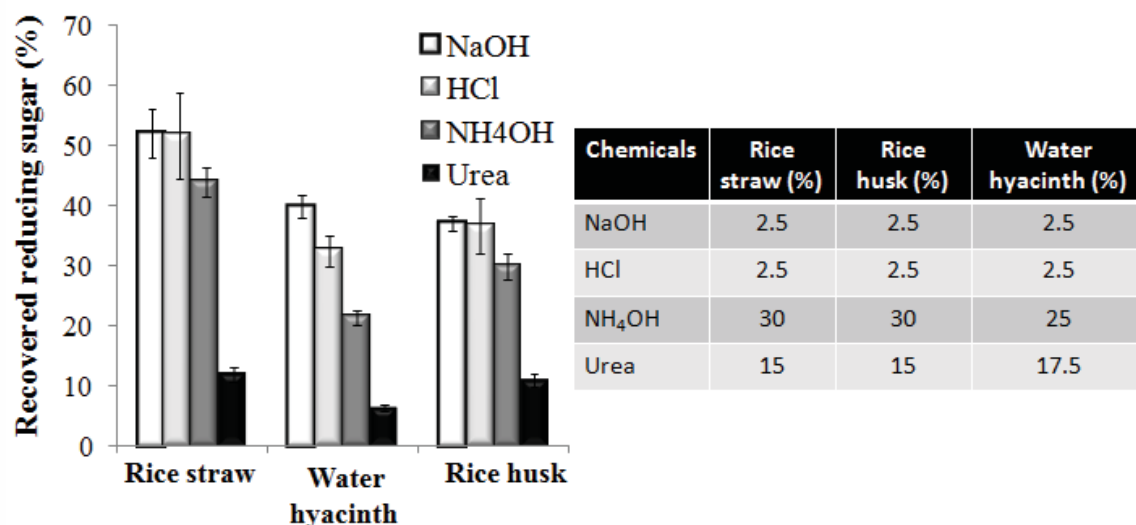 Recovered reducing sugar (%)
70
60
50
40
30
20
10
0
NaOH
HCl
NH4OH
Urea
Rice straw
Water
hyacinth
Rice husk
Chemicals Rice straw (%) Rice husk (%) Water hyacinth (%)
NaOH 2.5 2.5 2.5
HCl 2.5 2.5 2.5
NH₄OH 30 30 25
Urea 15 15 17.5